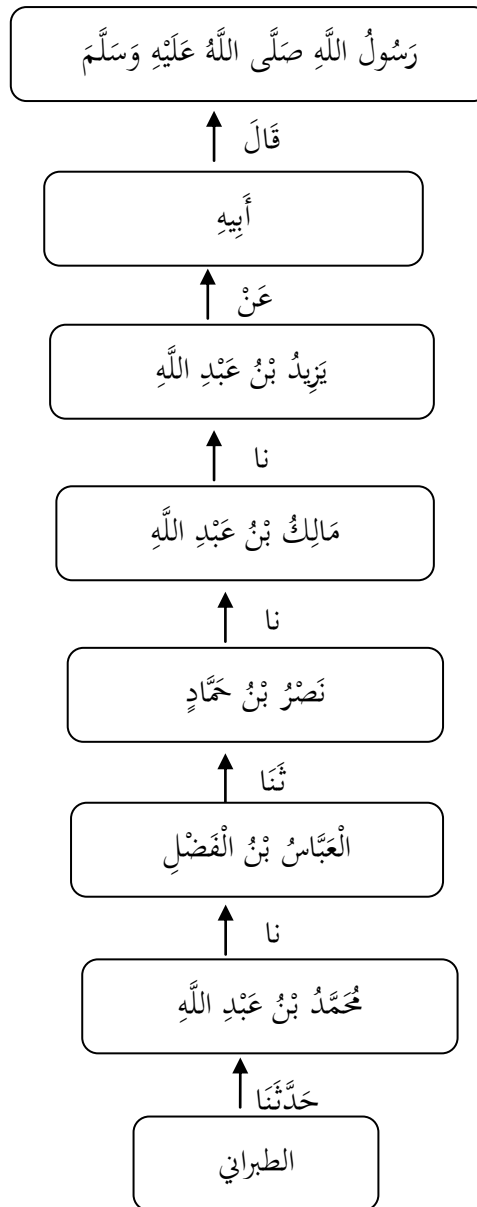 رَسُولُ اللَّهِ صَلَّى اللَّهُ عَلَيْهِ وَسَلَّمَ
قَالَ
أَبِيهِ
عَنْ
يَزِيدُ بْنُ عَبْدِ اللَّهِ
نا
مَالِكُ بْنُ عَبْدِ اللَّهِ
نا
نَصْرُ بْنُ حَمَّادٍ
ثَنَا
الْعَبَّاسُ بْنُ الْفَضْلِ
نا
مُحَمَّدُ بْنُ عَبْدِ اللَّهِ
حَدَّثَنَا
الطبراني